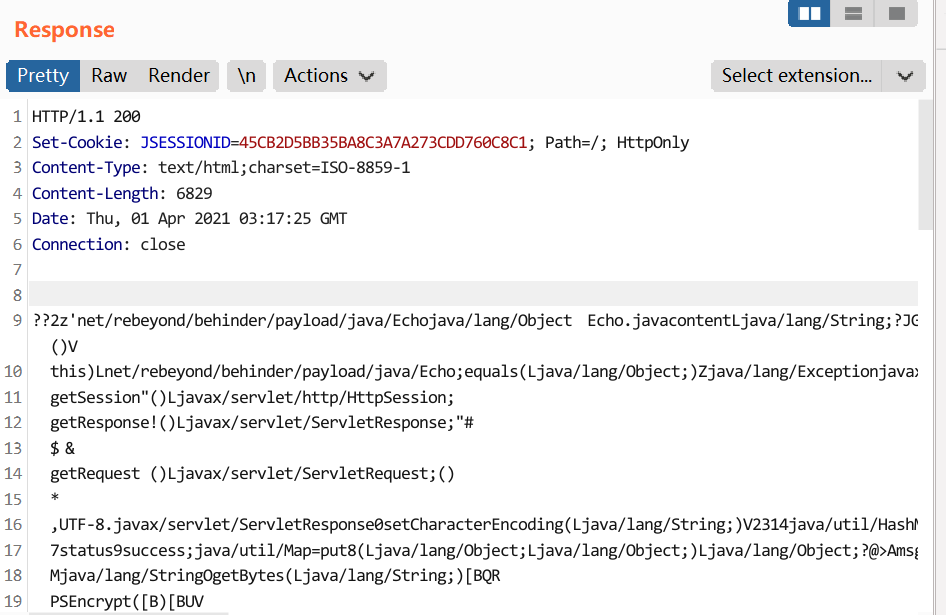 Response
Pretty Raw Render \n Actions Select extension...
1 HTTP/1.1 200
2 Set-Cookie: JSESSIONID=45CB2D5BB35BA8C3A7A273CDD760C8C1; Path=/; HttpOnly
3 Content-Type: text/html;charset=ISO-8859-1
4 Content-Length: 6829
5 Date: Thu, 01 Apr 2021 03:17:25 GMT
6 Connection: close
7
8
9 ??2z'net/rebeyond/behinder/payload/java/Echojava/lang/Object Echo.javacontentLjava/lang/String;?JG
()V
10 this)Lnet/rebeyond/behinder/payload/java/Echo;equals(Ljava/lang/Object;)Zjava/lang/Exceptionjavax
11 getSession"()Ljavax/servlet/http/HttpSession;
12 getResponse!()Ljavax/servlet/ServletResponse;"#
13 $ &
14 getRequest ()Ljavax/servlet/ServletRequest;()
15 *
16 ,UTF-8.javax/servlet/ServletResponse0setCharacterEncoding(Ljava/lang/String;)V2314java/util/HashM
17 7status9success;java/util/Map=put8(Ljava/lang/Object;Ljava/lang/Object;)Ljava/lang/Object;?@>Amsg
18 Mjava/lang/StringOgetBytes(Ljava/lang/String;)[BQR
19 PSEncrypt([B)[BUV